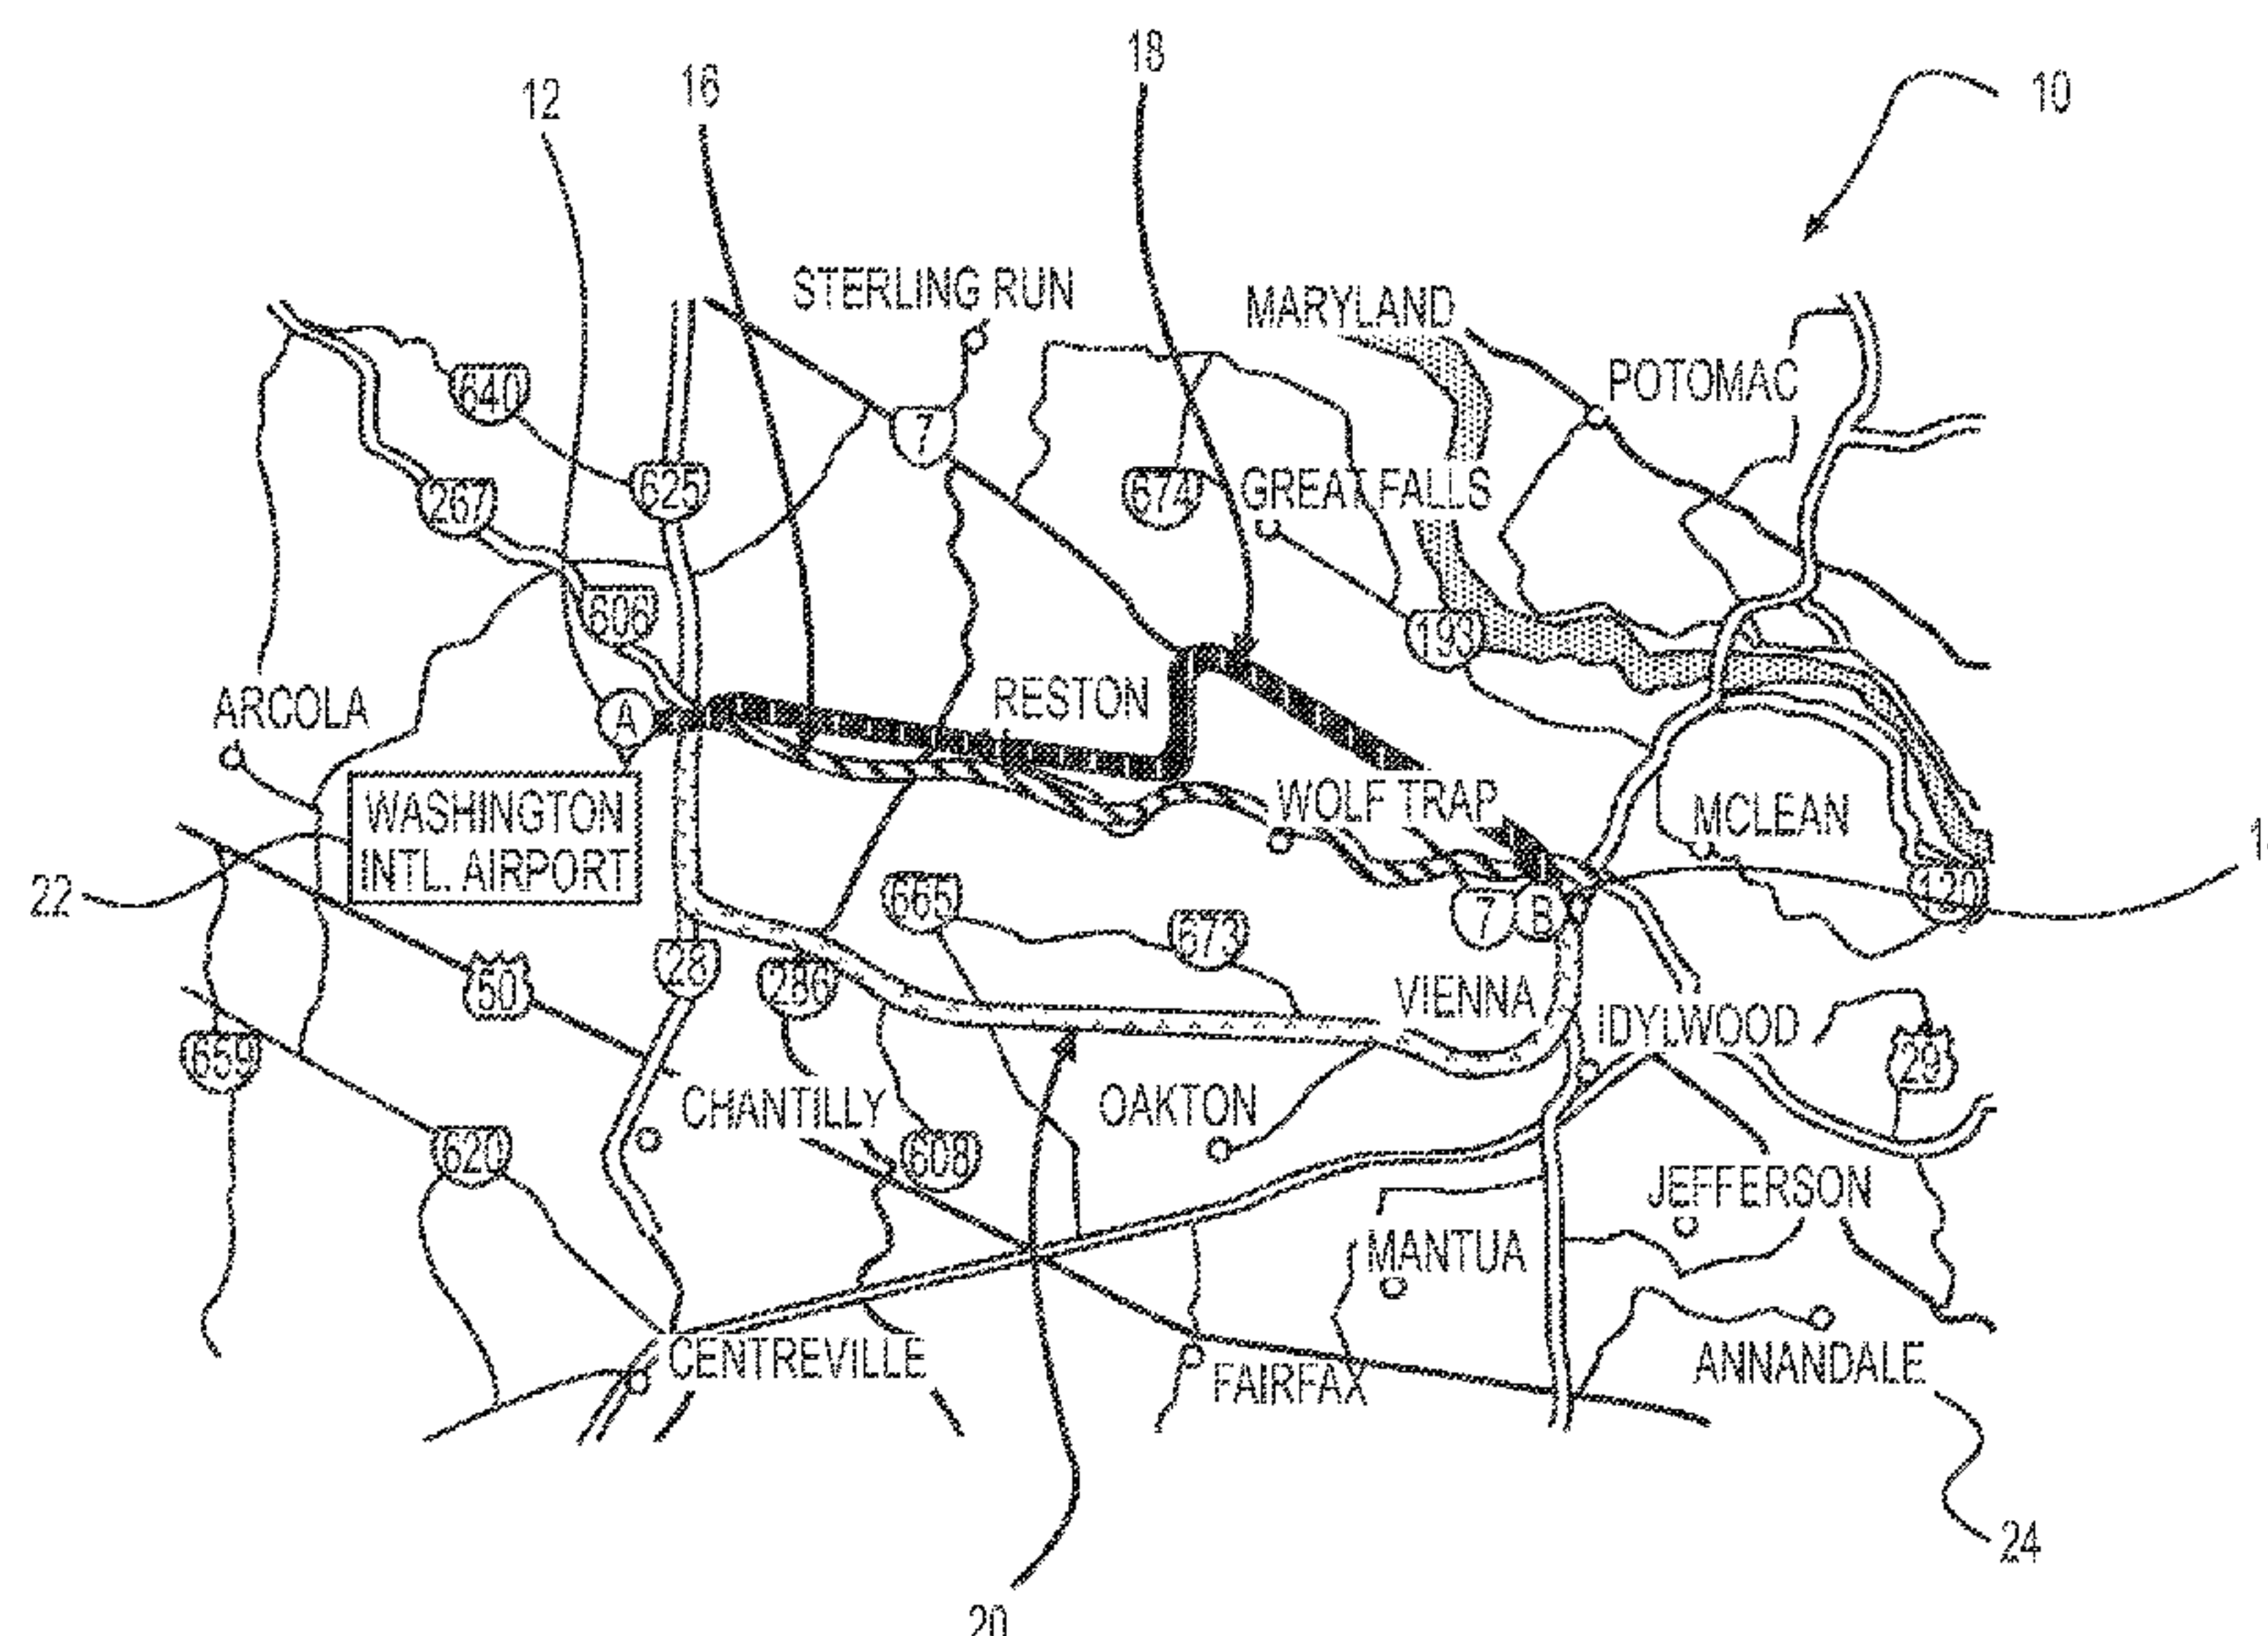 18
16
12
10
STERLING RUN
MARYLAND
POTOMAC
640
7
267
625
674
GREAT FALLS
606
193
ARCOLA
A
RESTON
WASHINGTON
INTL. AIRPORT
WOLF TRAP
MCLEAN
22
665
7
B
120
50
28
286
673
VIENNA
IDYLWOOD
659
29
CHANTILLY
OAKTON
620
608
JEFFERSON
MANTUA
CENTREVILLE
FAIRFAX
ANNANDALE
24
20